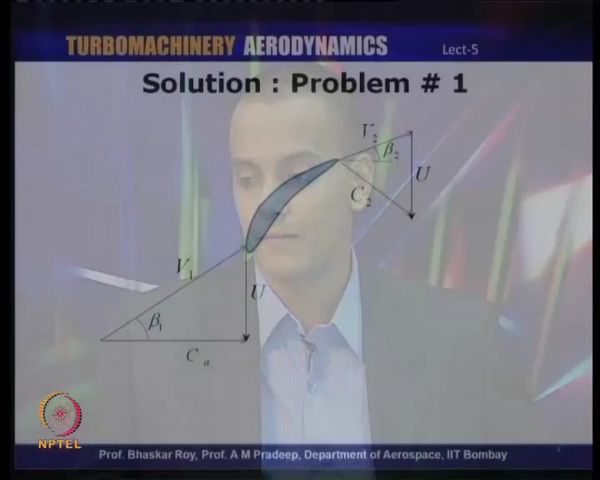 TURBOMACHINERY AERODYNAMICS Lect-5
Solution : Problem # 1
V₂
β₂
U
C₂
V₁
U
β₁
Cₐ
NPTEL
Prof. Bhaskar Roy, Prof. A M Pradeep, Department of Aerospace, IIT Bombay